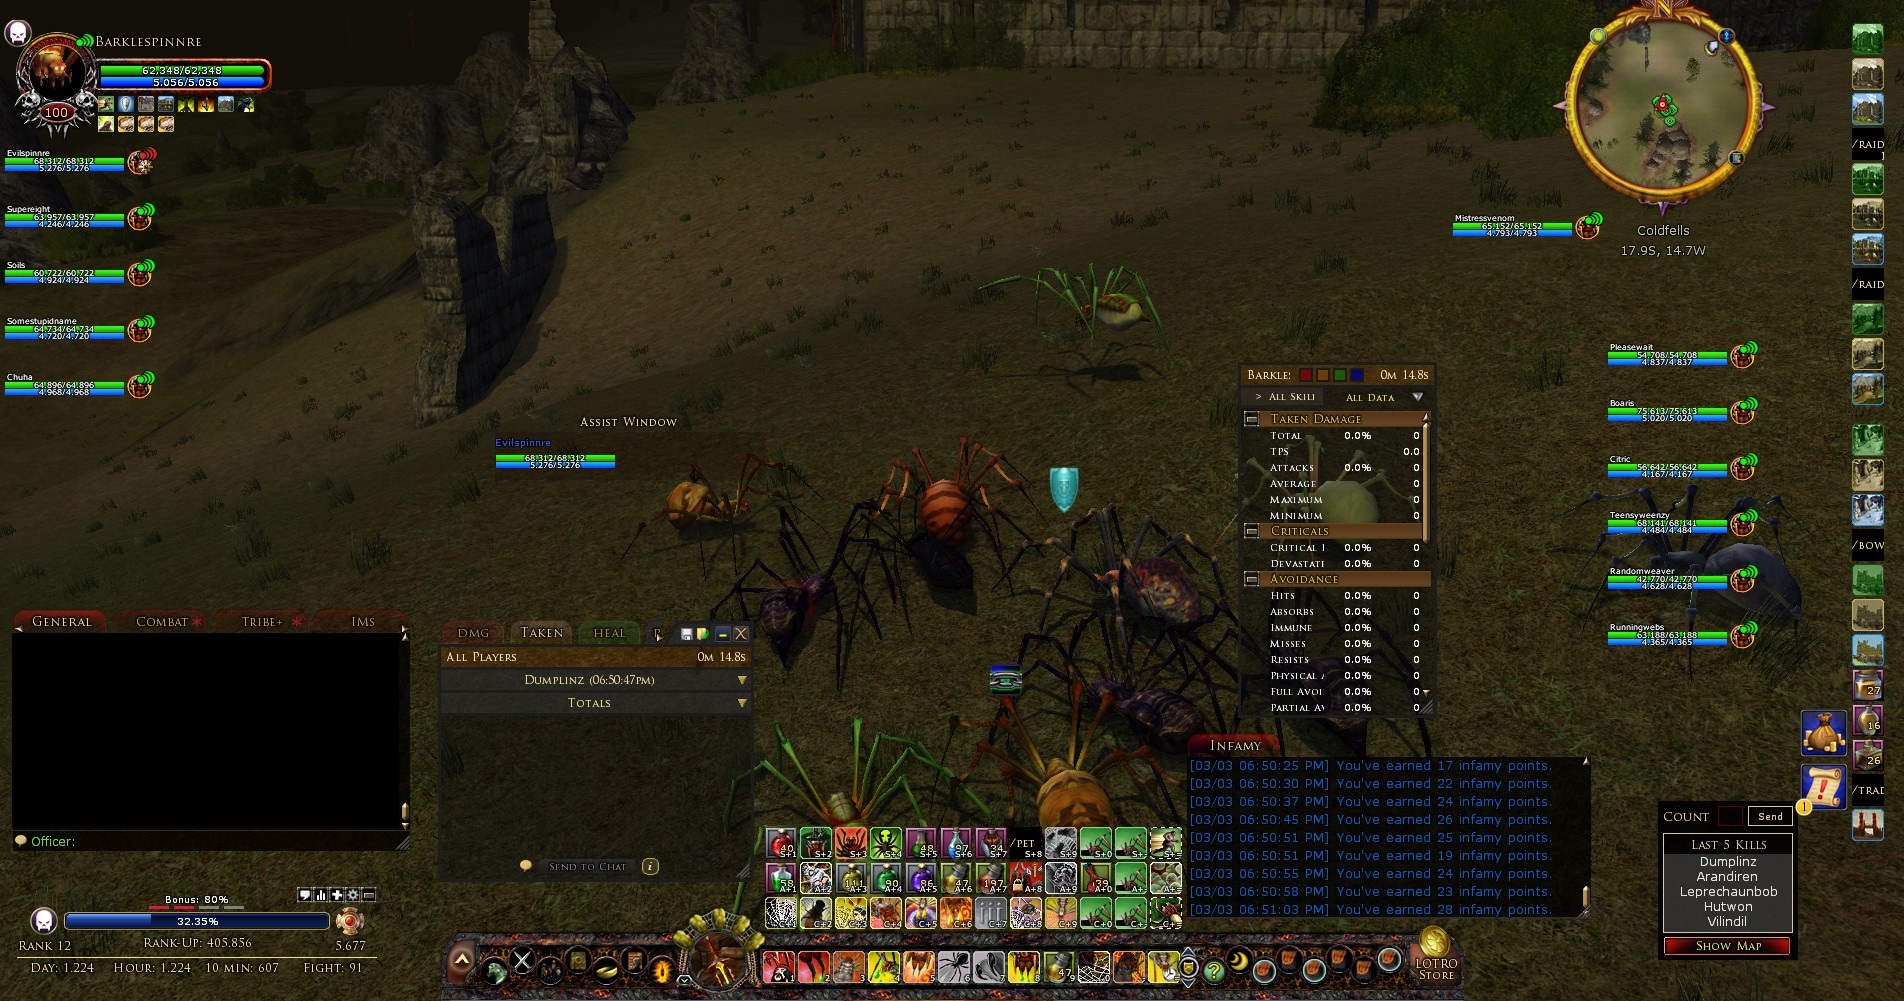 Barklespinnre
62,348/62,348
5,056/5,056
100
Evilspinnre
68,312/68,312
5,276/5,276
Supereight
63,957/63,957
4,246/4,246
Soils
60,722/60,722
4,924/4,924
Somestupidname
64,734/64,734
4,720/4,720
Chuha
64,896/64,896
4,968/4,968
N
Mistressvenom
65,152/65,152
4,793/4,793
Coldfells
17.9S, 14.7W
/RAID
/RAID
/BOW
27
16
26
/TRAD
Pleasewait
54,708/54,708
4,837/4,837
Boaris
75,613/75,613
5,020/5,020
Citric
56,642/56,642
4,167/4,167
Teensyweenzy
68,141/68,141
4,484/4,484
Randomweaver
42,770/42,770
4,628/4,628
Runningwebs
63,188/63,188
4,365/4,365
Assist Window
Evilspinnre
68,312/68,312
5,276/5,276
Barkle: 0m 14.8s
> All Skill All Data
Taken Damage
Total 0.0% 0
TPS 0.0
Attacks 0.0% 0
Average 0
Maximum 0
Minimum 0
Criticals
Critical 0.0% 0
Devastate 0.0% 0
Avoidance
Hits 0.0% 0
Absorbs 0.0% 0
Immune 0.0% 0
Misses 0.0% 0
Resists 0.0% 0
Physical A 0.0% 0
Full Avoi 0.0% 0
Partial Av 0.0% 0
General Combat Tribe+ IMs
Officer:
DMG Taken Heal
All Players 0m 14.8s
Dumplinz (06:50:47pm)
Totals
Send to Chat
Infamy
[03/03 06:50:25 PM] You've earned 17 infamy points.
[03/03 06:50:30 PM] You've earned 22 infamy points.
[03/03 06:50:37 PM] You've earned 24 infamy points.
[03/03 06:50:45 PM] You've earned 26 infamy points.
[03/03 06:50:51 PM] You've earned 25 infamy points.
[03/03 06:50:51 PM] You've earned 19 infamy points.
[03/03 06:50:55 PM] You've earned 24 infamy points.
[03/03 06:50:58 PM] You've earned 23 infamy points.
[03/03 06:51:03 PM] You've earned 28 infamy points.
1
Count Send
Last 5 Kills
Dumplinz
Arandiren
Leprechaunbob
Hutwon
Vilindil
Show Map
Bonus: 80%
32.35%
Rank 12 Rank-Up: 405,856 5,677
Day: 1,224 Hour: 1,224 10 min: 607 Fight: 91
/PET
LOTRO
Store